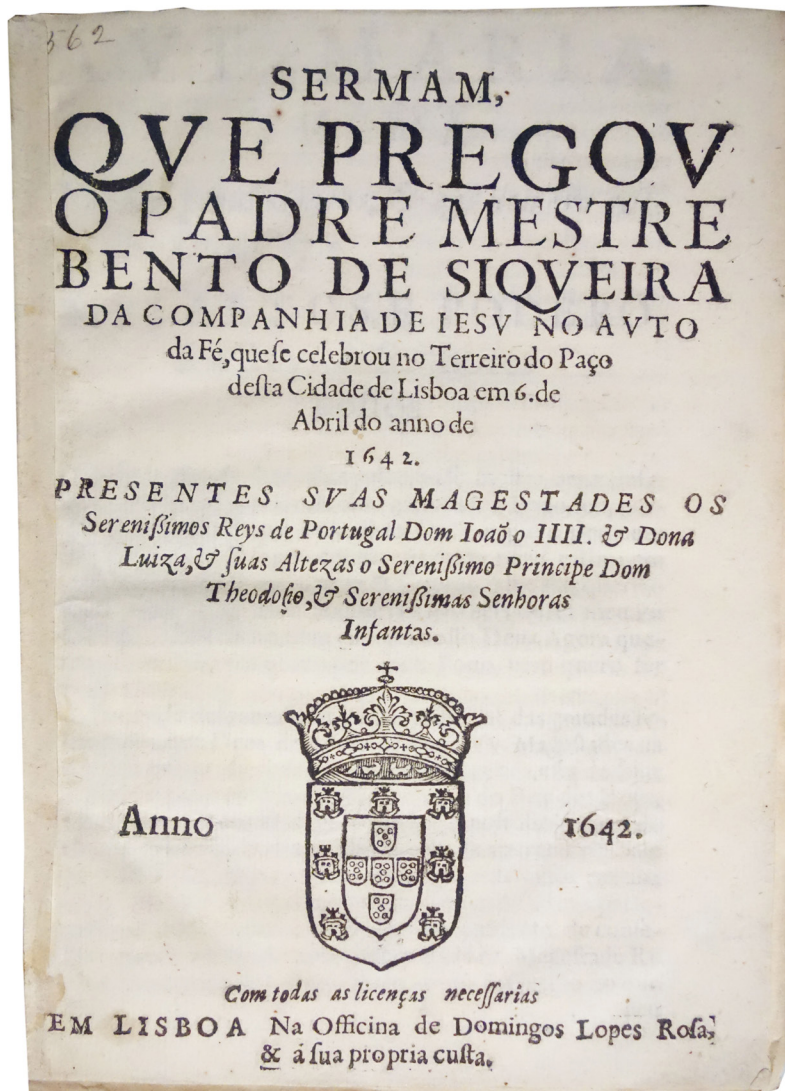 562
SERMAM,
QVE PREGOV
O PADRE MESTRE
BENTO DE SIQVEIRA
DA COMPANHIA DE IESV NO AVTO
da Fé, que ſe celebrou no Terreiro do Paço
deſta Cidade de Lisboa em 6. de
Abril do anno de
1642.
PRESENTES SVAS MAGESTADES OS
Serenißimos Reys de Portugal Dom Ioaõ o IIII. & Dona
Luiza, & ſuas Altezas o Serenißimo Principe Dom
Theodoſio, & Serenißimas Senhoras
Infantas.
Anno 1642.
Com todas as licenças neceſſarias
EM LISBOA Na Officina de Domingos Lopes Roſa,
& á ſua propria cuſta.